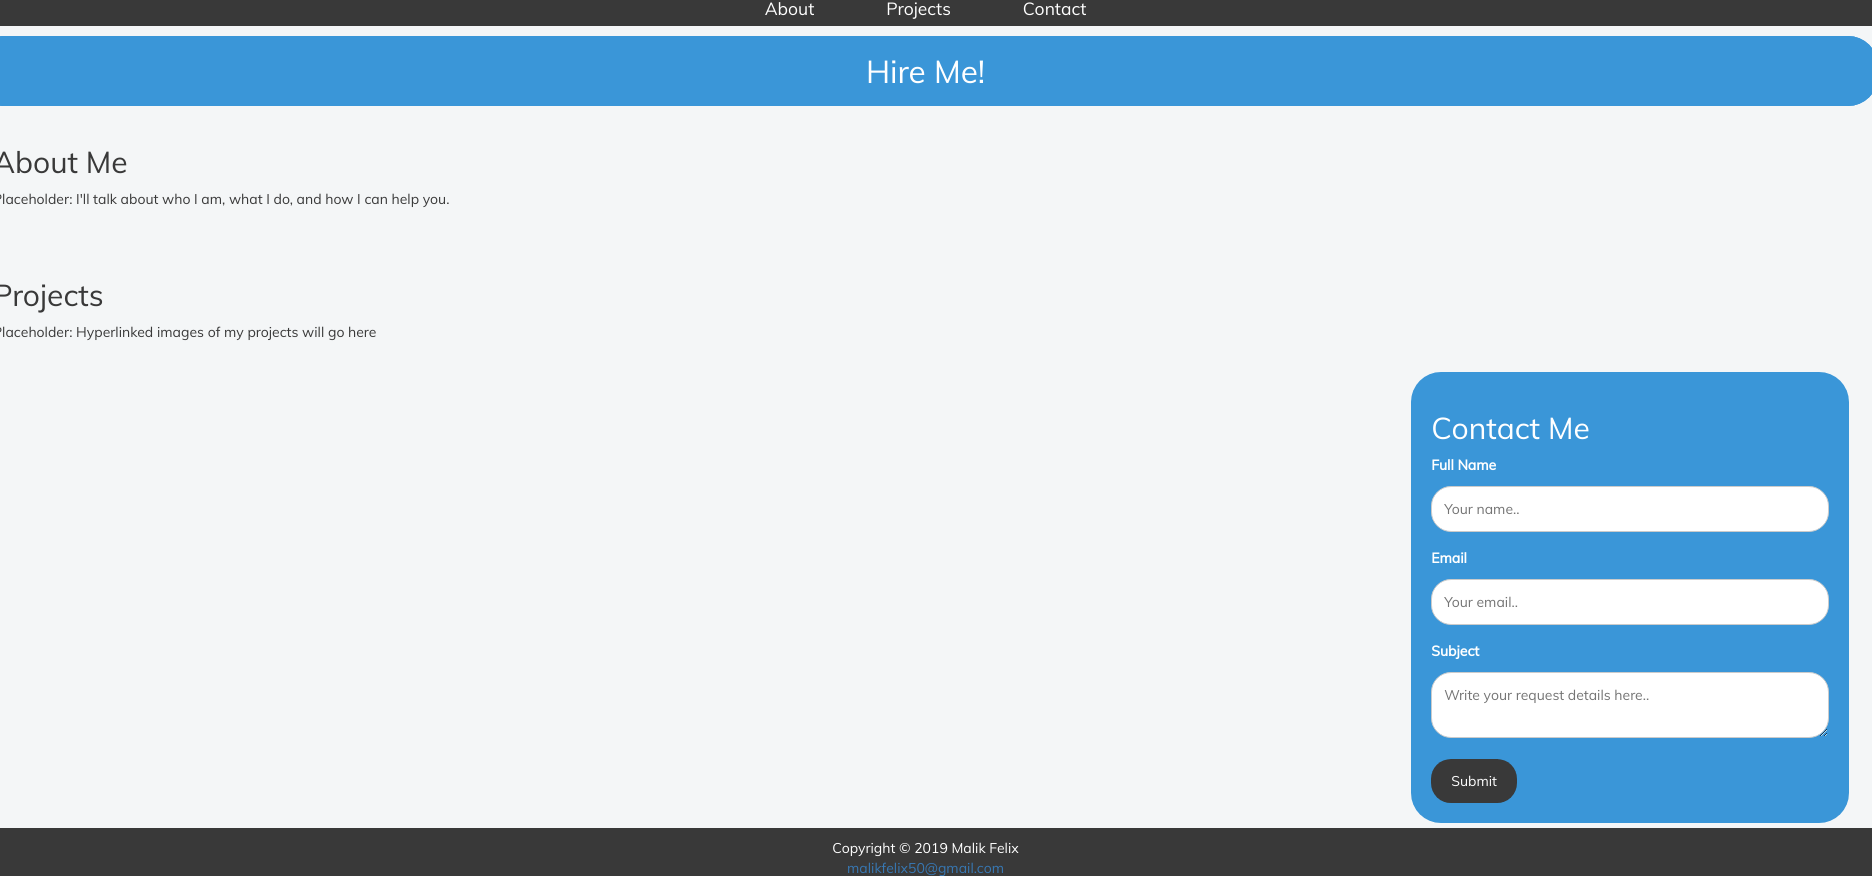 About Projects Contact
Hire Me!
About Me
Placeholder: I'll talk about who I am, what I do, and how I can help you.
Projects
Placeholder: Hyperlinked images of my projects will go here
Contact Me
Full Name
Your name..
Email
Your email..
Subject
Write your request details here..
Submit
Copyright © 2019 Malik Felix
malikfelix50@gmail.com